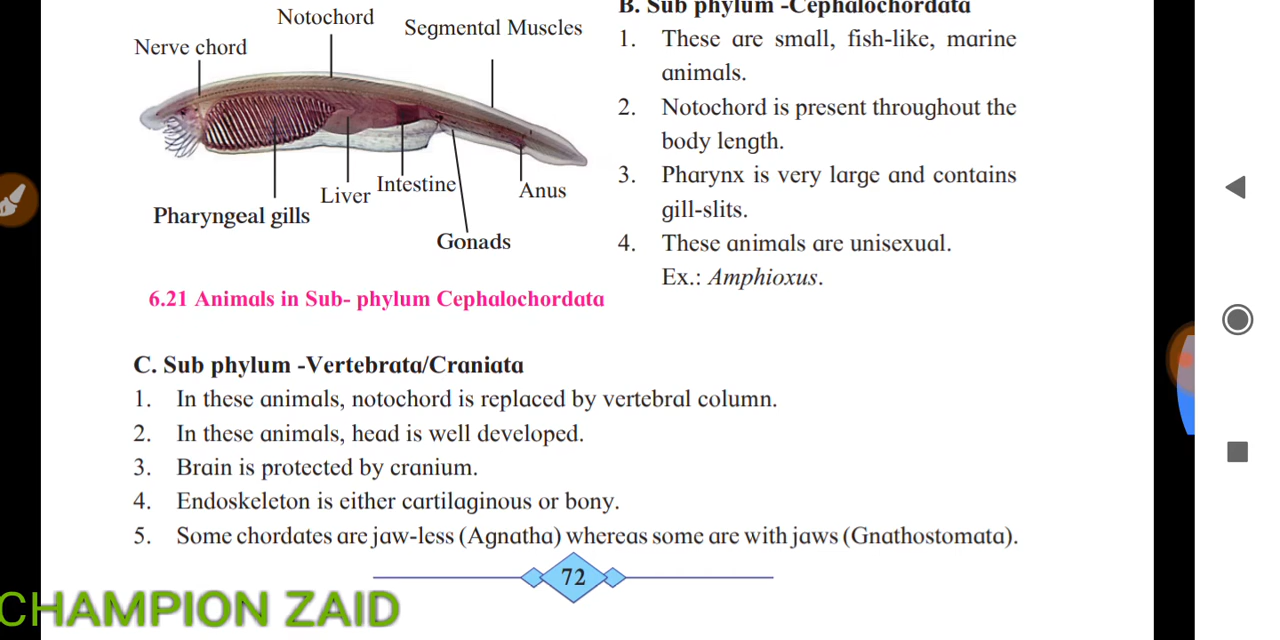 Notochord
Segmental Muscles
Nerve chord
Liver
Intestine
Anus
Pharyngeal gills
Gonads
6.21 Animals in Sub- phylum Cephalochordata
B. Sub phylum -Cephalochordata
1. These are small, fish-like, marine
animals.
2. Notochord is present throughout the
body length.
3. Pharynx is very large and contains
gill-slits.
4. These animals are unisexual.
Ex.: Amphioxus.
C. Sub phylum -Vertebrata/Craniata
1. In these animals, notochord is replaced by vertebral column.
2. In these animals, head is well developed.
3. Brain is protected by cranium.
4. Endoskeleton is either cartilaginous or bony.
5. Some chordates are jaw-less (Agnatha) whereas some are with jaws (Gnathostomata).
72
CHAMPION ZAID